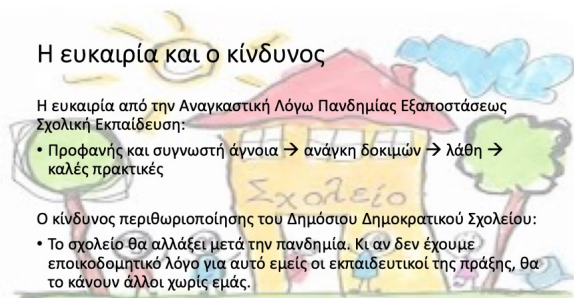 Η ευκαιρία και ο κίνδυνος
Η ευκαιρία από την Αναγκαστική Λόγω Πανδημίας Εξαποστάσεως
Σχολική Εκπαίδευση:
• Προφανής και συγνωστή άγνοια → ανάγκη δοκιμών → λάθη →
καλές πρακτικές
Σχολείο
Ο κίνδυνος περιθωριοποίησης του Δημόσιου Δημοκρατικού Σχολείου:
• Το σχολείο θα αλλάξει μετά την πανδημία. Κι αν δεν έχουμε
εποικοδομητικό λόγο για αυτό εμείς οι εκπαιδευτικοί της πράξης, θα
το κάνουν άλλοι χωρίς εμάς.